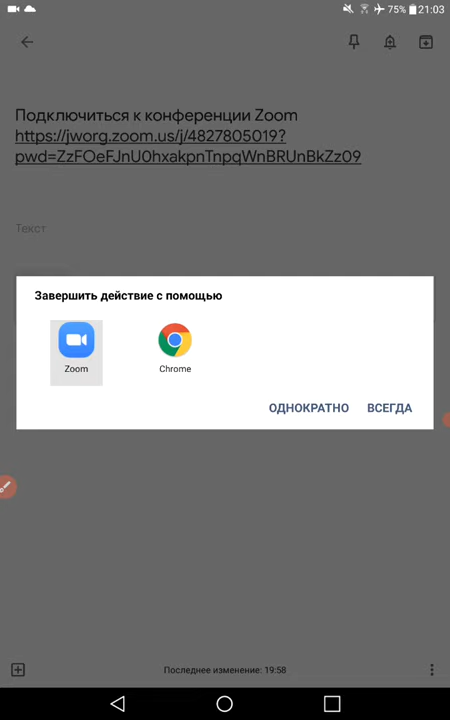 75% 21:03
Подключиться к конференции Zoom
https://jworg.zoom.us/j/4827805019?
pwd=ZzFOeFJnU0hxakpnTnpqWnBRUnBkZz09
Текст
Завершить действие с помощью
Zoom Chrome
ОДНОКРАТНО ВСЕГДА
Последнее изменение: 19:58